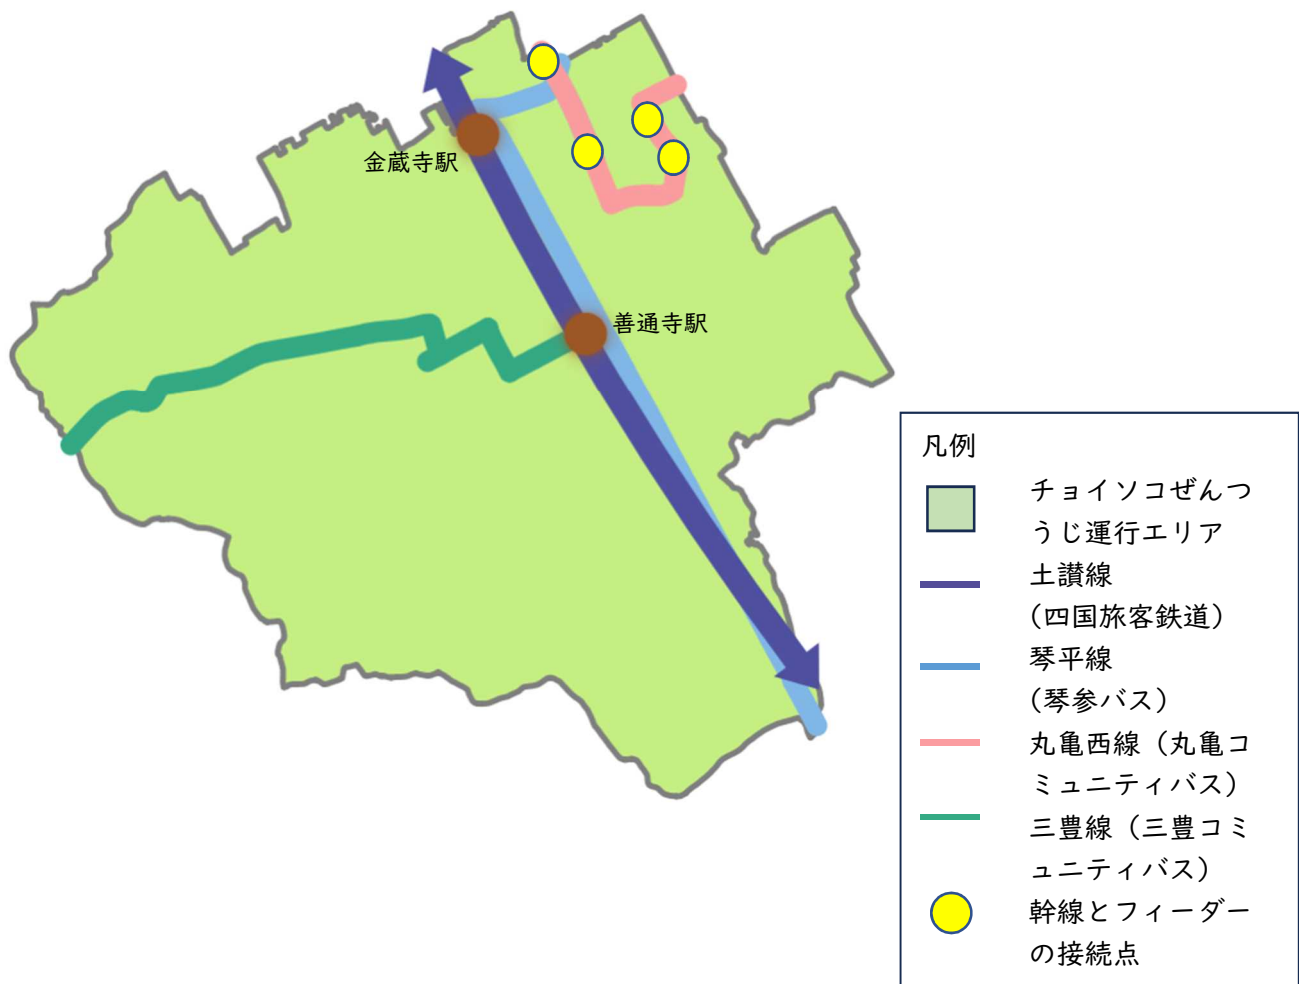 金蔵寺駅
善通寺駅
凡例
チョイソコぜんつ
うじ運行エリア
土讃線
(四国旅客鉄道)
琴平線
(琴参バス)
丸亀西線（丸亀コ
ミュニティバス）
三豊線（三豊コミ
ュニティバス）
幹線とフィーダー
の接続点